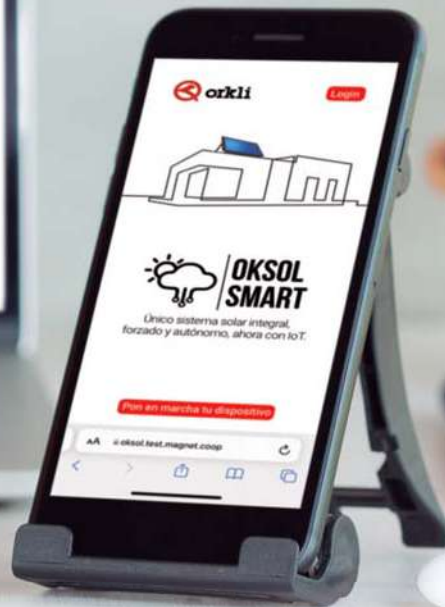 orkli
Login
OKSOL
SMART
Único sistema solar integral,
forzado y autónomo, ahora con IoT.
Pon en marcha tu dispositivo
AA
oksol.test.magnet.coop